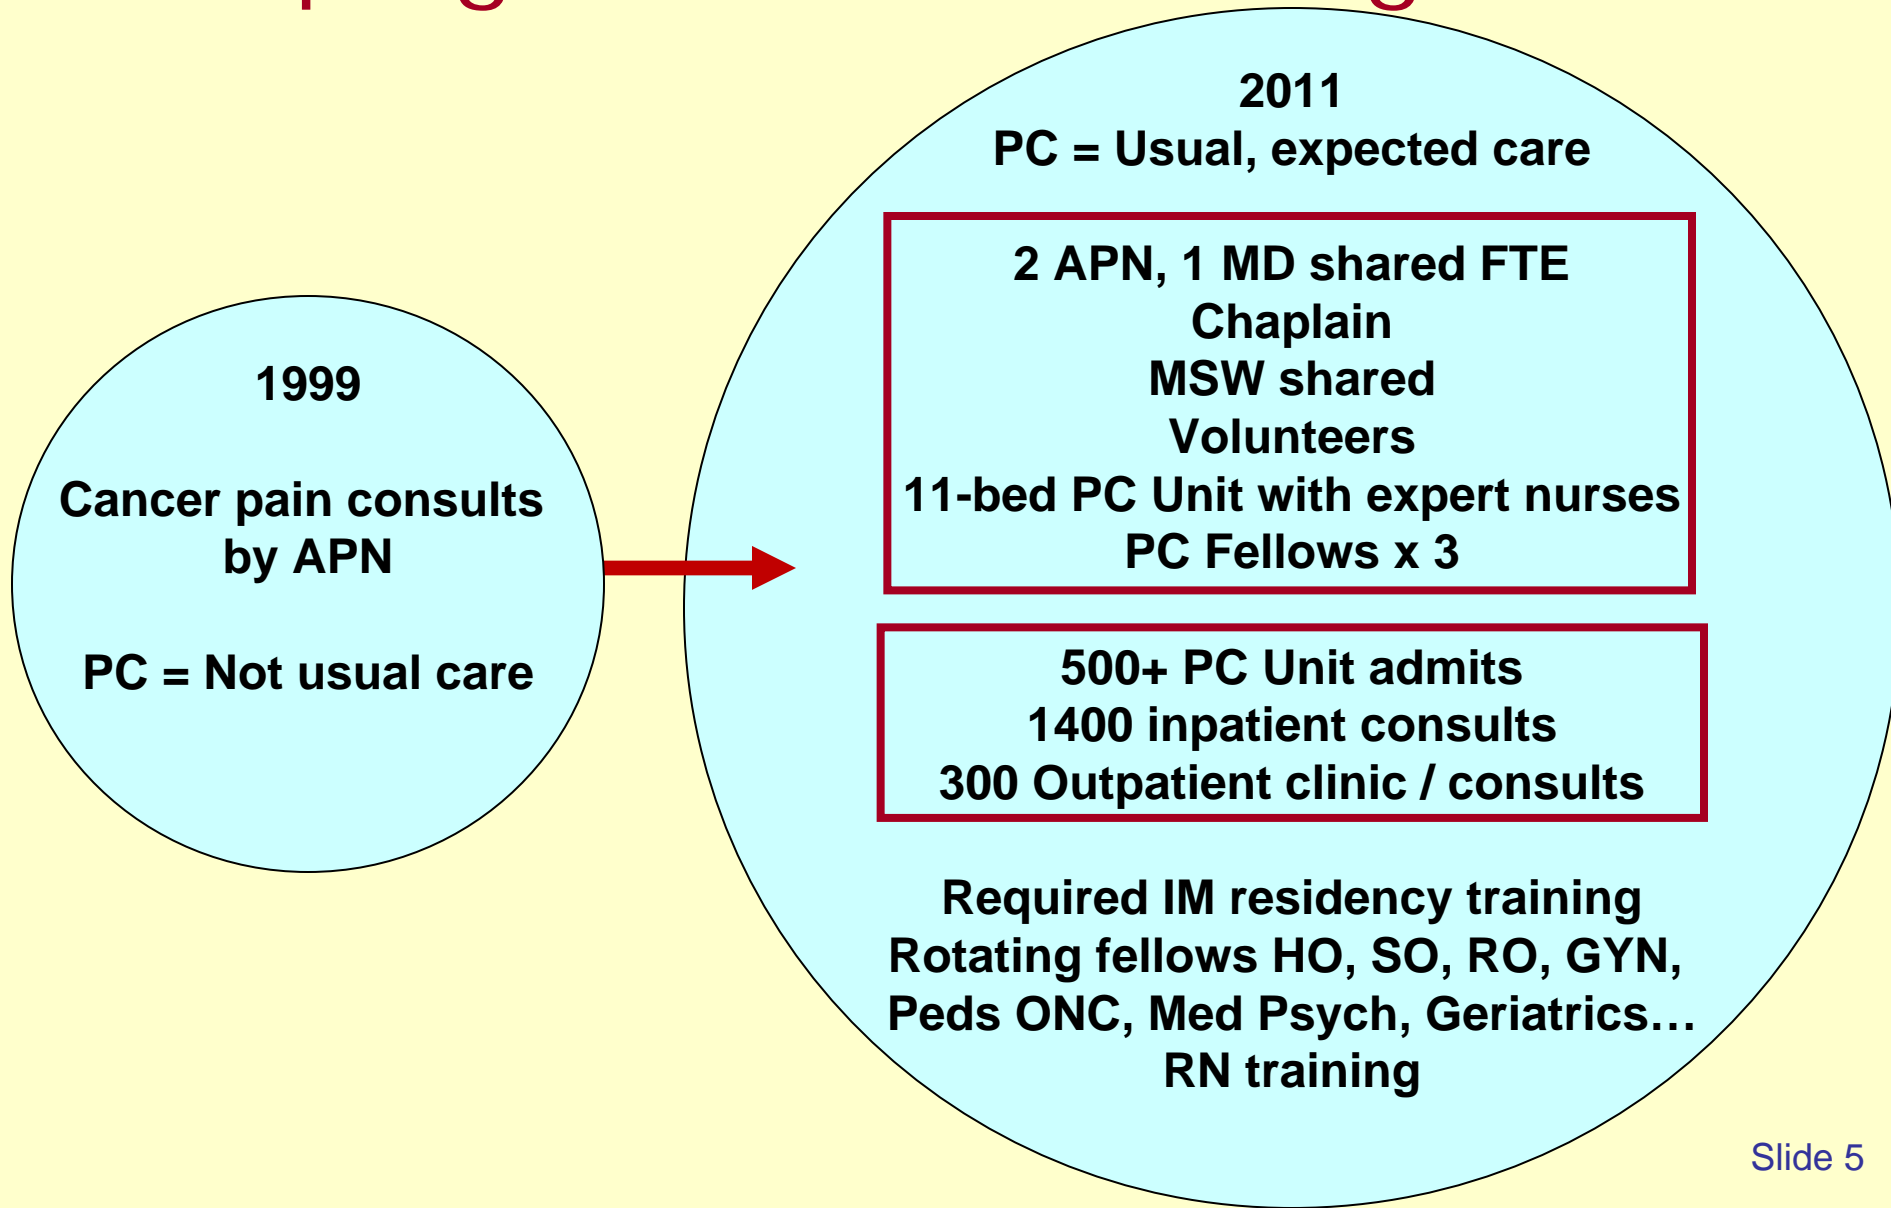 1999
Cancer pain consults
by APN
PC = Not usual care
2011
PC = Usual, expected care
2 APN, 1 MD shared FTE
Chaplain
MSW shared
Volunteers
11-bed PC Unit with expert nurses
PC Fellows x 3
500+ PC Unit admits
1400 inpatient consults
300 Outpatient clinic / consults
Required IM residency training
Rotating fellows HO, SO, RO, GYN,
Peds ONC, Med Psych, Geriatrics…
RN training
Slide 5